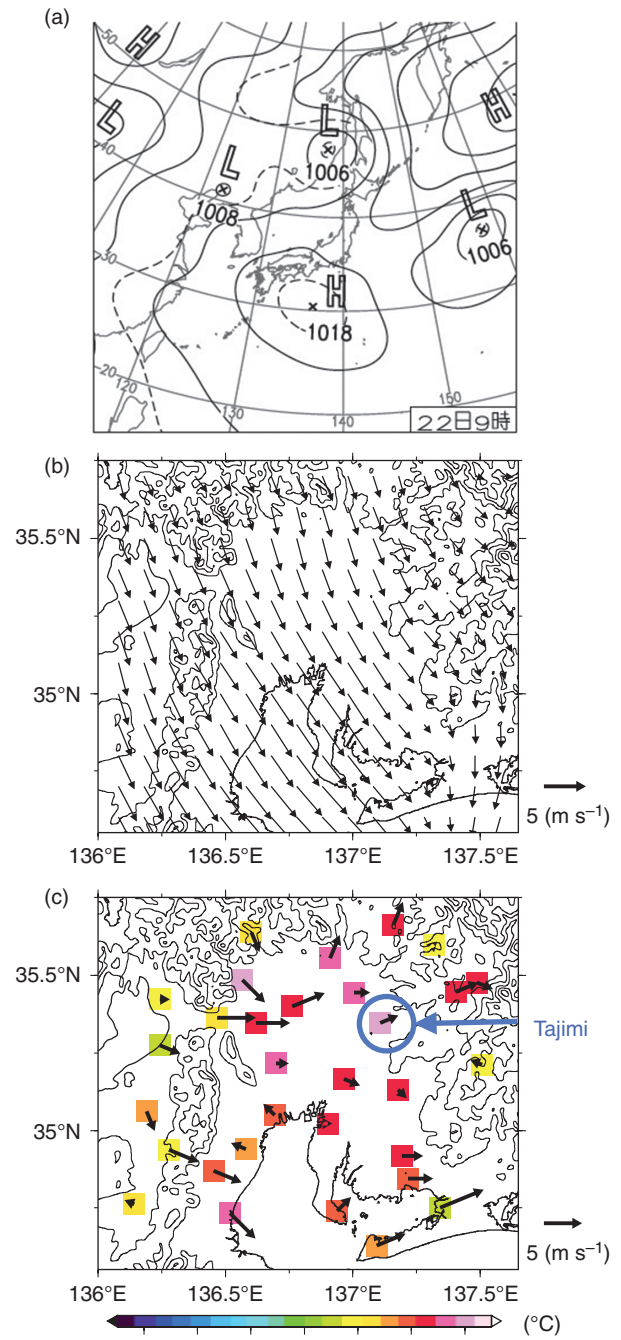 (a)
50
H
L
40
L
L
H
1006
1008
L
30
1006
H
1018
20
120
130
140
150
22日9時
(b)
35.5°N
35°N
5 (m s⁻¹)
136°E
136.5°E
137°E
137.5°E
(c)
35.5°N
Tajimi
35°N
5 (m s⁻¹)
136°E
136.5°E
137°E
137.5°E
(°C)